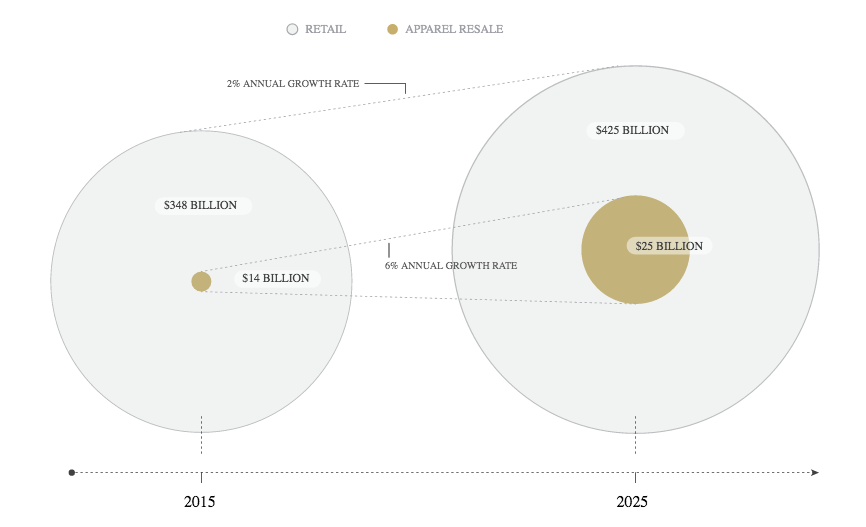 RETAIL
APPAREL RESALE
2% ANNUAL GROWTH RATE
$425 BILLION
$348 BILLION
$25 BILLION
6% ANNUAL GROWTH RATE
$14 BILLION
2015
2025